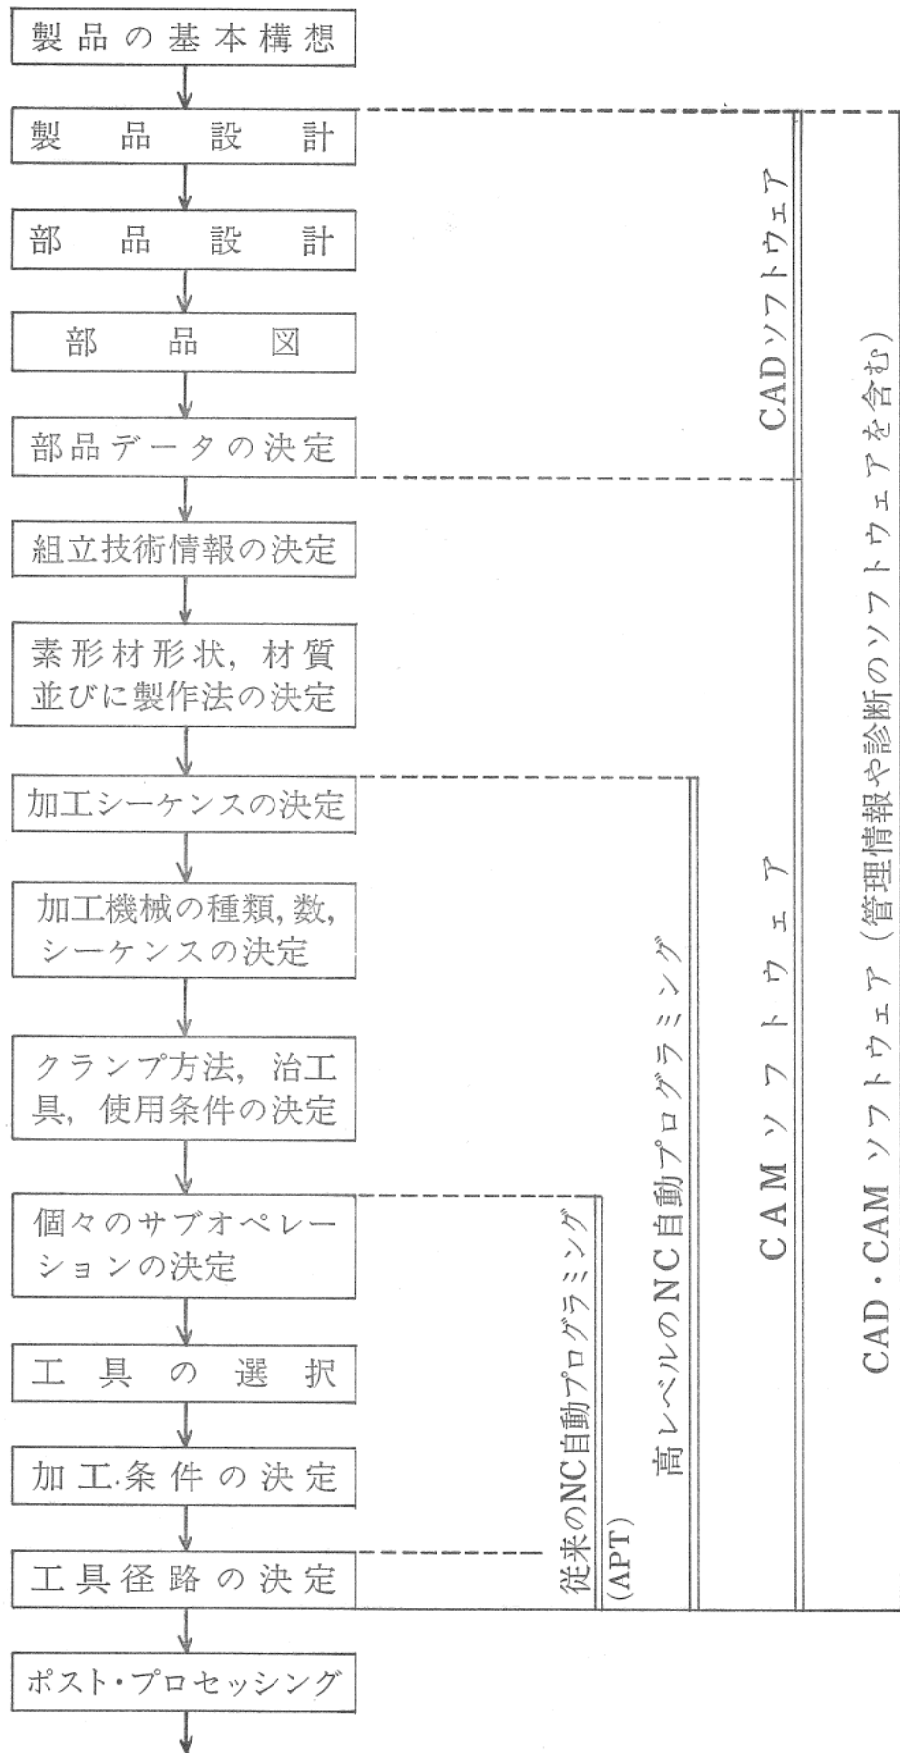 製品の基本構想
製品設計
部品設計
部品図
部品データの決定
組立技術情報の決定
素形材形状，材質
並びに製作法の決定
加工シーケンスの決定
加工機械の種類，数，
シーケンスの決定
クランプ方法，治工
具，使用条件の決定
個々のサブオペレー
ションの決定
工具の選択
加工条件の決定
工具径路の決定
ポスト・プロセッシング
従来のNC自動プログラミング
(APT)
高レベルのNC自動プログラミング
CADソフトウェア
CAMソフトウェア
CAD・CAMソフトウェア（管理情報や診断のソフトウェアを含む）